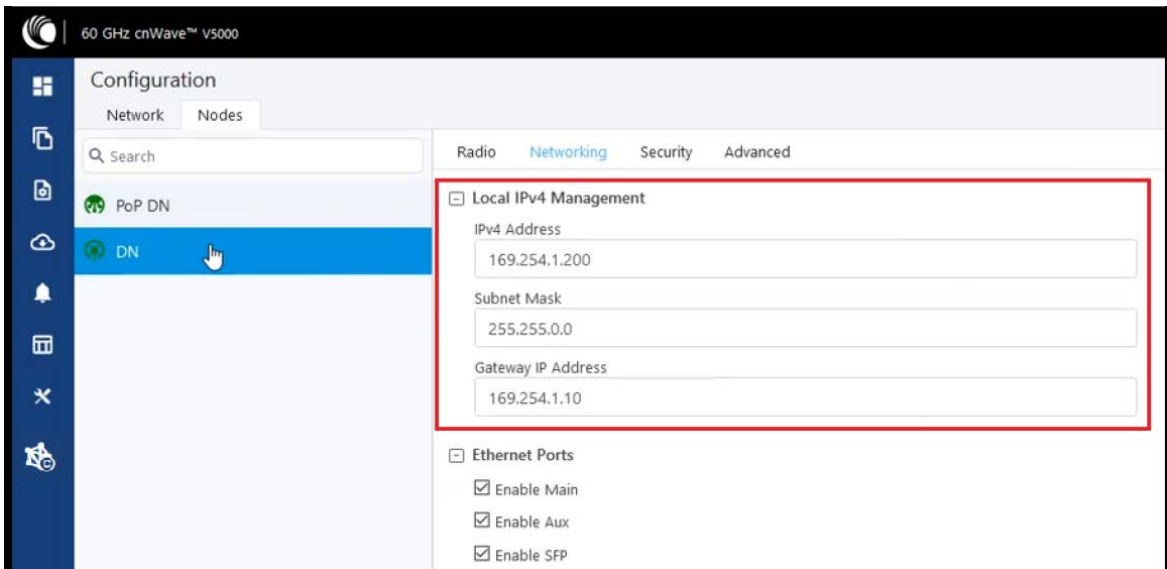 60 GHz cnWave™ V5000
Configuration
Network Nodes
Search
PoP DN
DN
Radio Networking Security Advanced
Local IPv4 Management
IPv4 Address
169.254.1.200
Subnet Mask
255.255.0.0
Gateway IP Address
169.254.1.10
Ethernet Ports
Enable Main
Enable Aux
Enable SFP